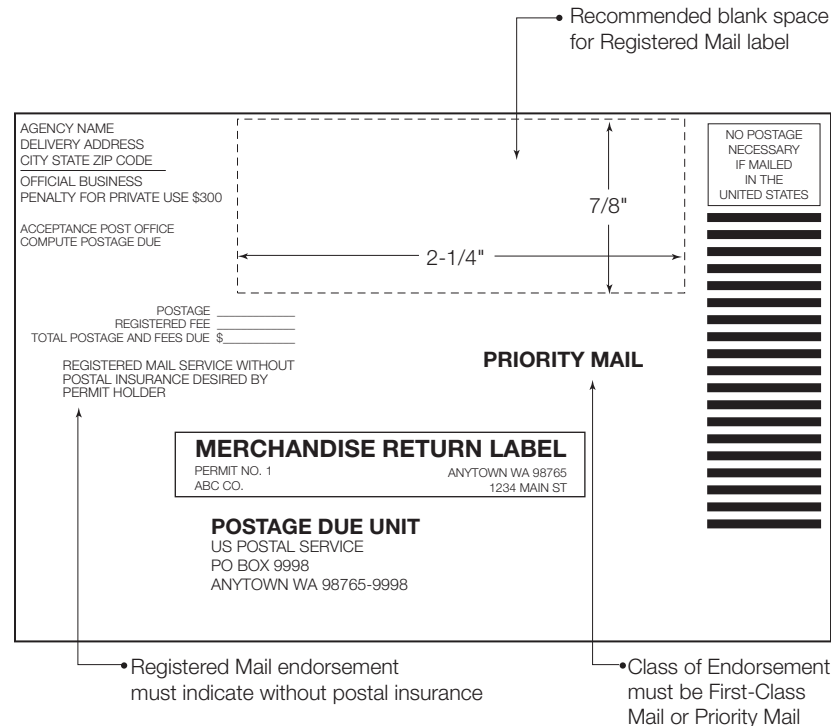 Recommended blank space
for Registered Mail label
AGENCY NAME
DELIVERY ADDRESS
CITY STATE ZIP CODE
OFFICIAL BUSINESS
PENALTY FOR PRIVATE USE $300
ACCEPTANCE POST OFFICE
COMPUTE POSTAGE DUE
7/8"
2-1/4"
NO POSTAGE
NECESSARY
IF MAILED
IN THE
UNITED STATES
POSTAGE
REGISTERED FEE
TOTAL POSTAGE AND FEES DUE $
REGISTERED MAIL SERVICE WITHOUT
POSTAL INSURANCE DESIRED BY
PERMIT HOLDER
PRIORITY MAIL
MERCHANDISE RETURN LABEL
PERMIT NO. 1 ANYTOWN WA 98765
ABC CO. 1234 MAIN ST
POSTAGE DUE UNIT
US POSTAL SERVICE
PO BOX 9998
ANYTOWN WA 98765-9998
Registered Mail endorsement
must indicate without postal insurance
Class of Endorsement
must be First-Class
Mail or Priority Mail